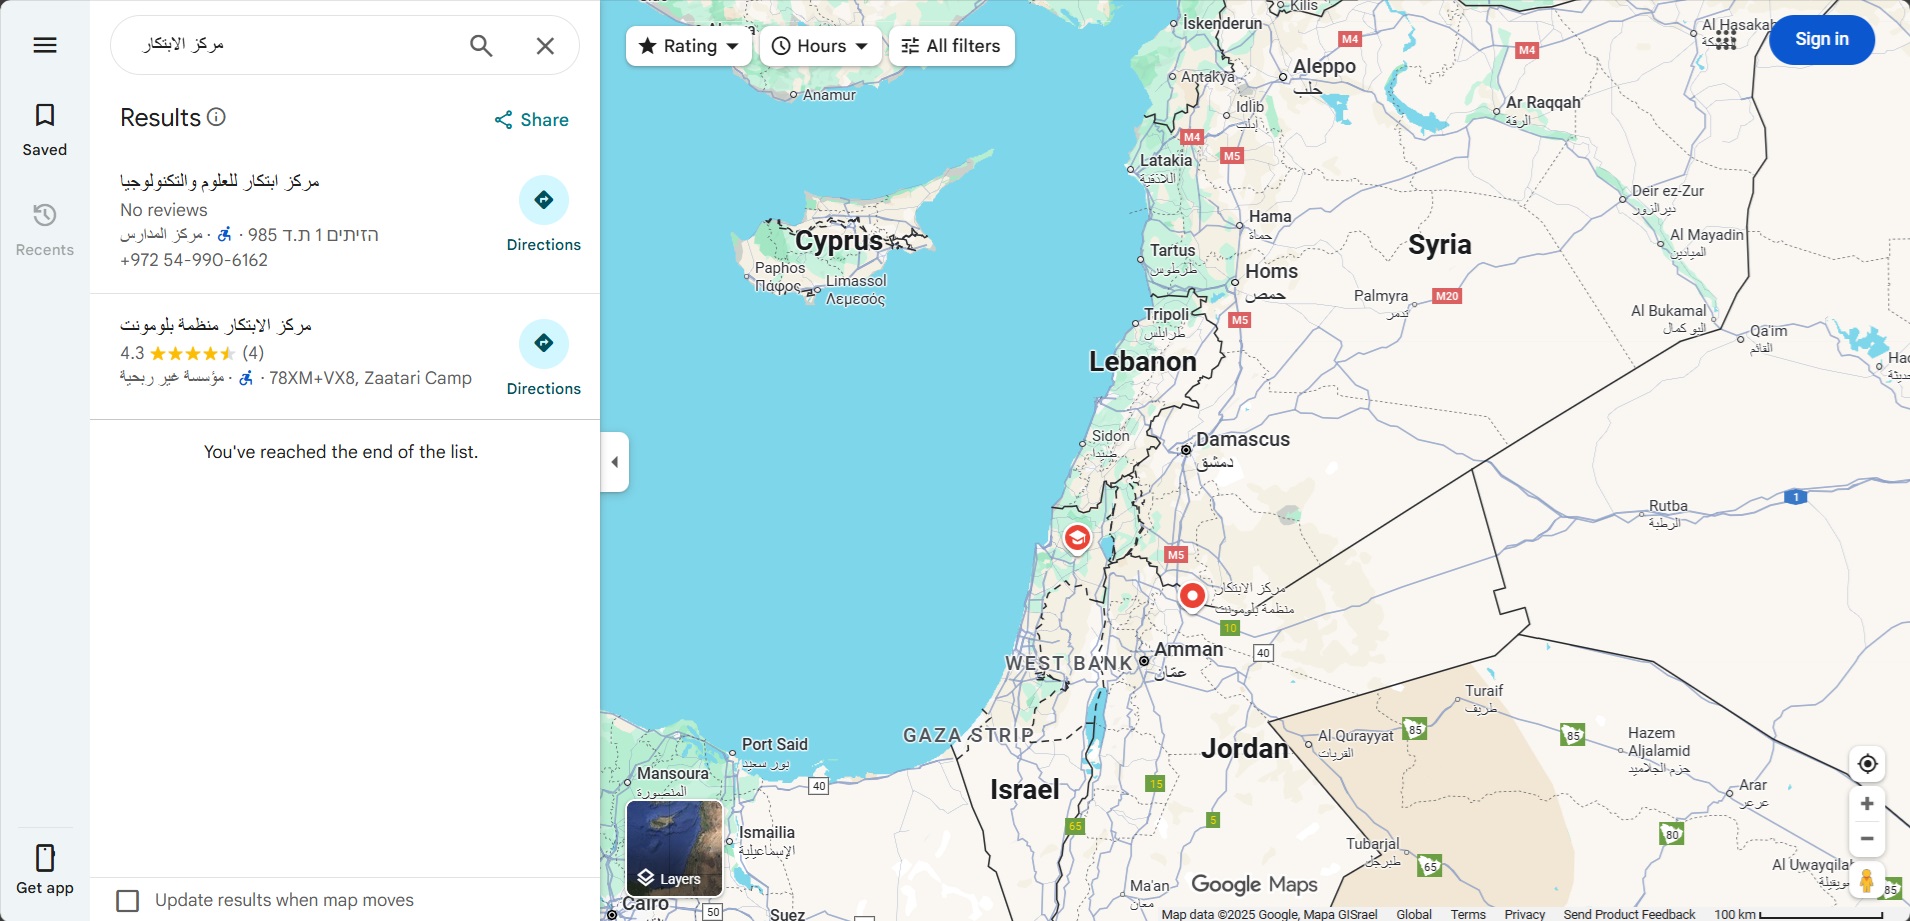 مركز الابتكار
Saved
Recents
Get app
Results
Share
مركز ابتكار للعلوم والتكنولوجيا
No reviews
مركز المدارس · · הזיתים 1 ת.ד 985
+972 54-990-6162
Directions
مركز الابتكار منظمة بلومونت
4.3 (4)
مؤسسة غير ربحية · · 78XM+VX8, Zaatari Camp
Directions
You've reached the end of the list.
Update results when map moves
Rating
Hours
All filters
Sign in
Kilis
İskenderun
Al Hasakah
M4
M4
Aleppo
حلب
Antakya
Anamur
Idlib
إدلب
Ar Raqqah
الرقة
M4
M5
Latakia
اللاذقية
Deir ez-Zur
ديرالزور
Hama
حماة
Al Mayadin
الميادين
Cyprus
Syria
Tartus
طرطوس
Paphos
Πάφος
Limassol
Λεμεσός
Homs
حمص
Palmyra
تدمر
M20
Tripoli
طرابلس
M5
Al Bukamal
البو كمال
Qa'im
القائم
Lebanon
Sidon
صيدا
Damascus
دمشق
Rutba
الرطبة
1
M5
مركز الابتكار
منظمة بلومونت
10
40
WEST BANK
Amman
عمّان
Turaif
طريف
GAZA STRIP
Al Qurayyat
القريات
85
85
Hazem
Aljalamid
حزم الجلاميد
Port Said
بور سعيد
Jordan
Mansoura
المنصورة
40
Israel
15
Arar
عرعر
65
5
80
Ismailia
الإسماعيلية
Tubarjal
طبرجل
65
Al Uwayqilah
85
Layers
Ma'an
معان
Cairo
50
Suez
Google Maps
Map data ©2025 Google, Mapa GISrael Global Terms Privacy Send Product Feedback 100 km